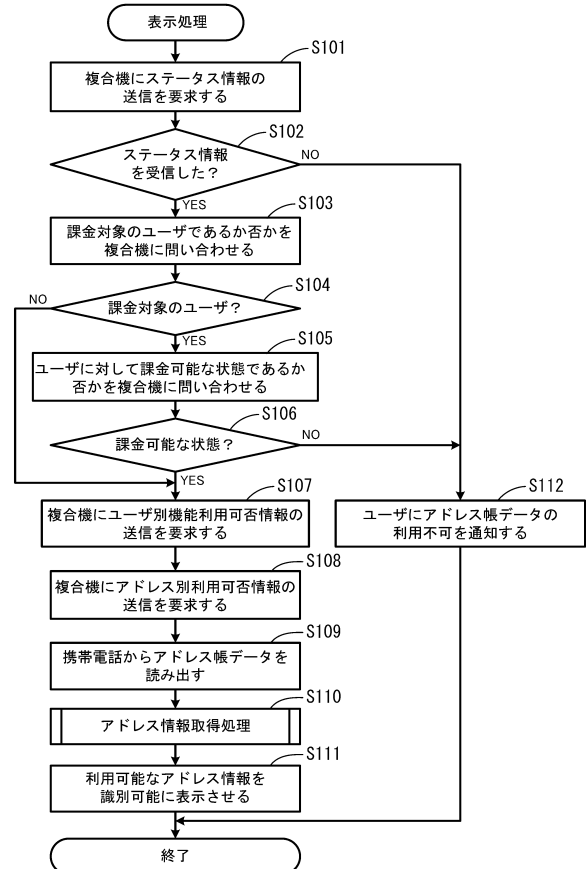 表示処理
S101
複合機にステータス情報の
送信を要求する
S102
ステータス情報
を受信した？
NO
YES
S103
課金対象のユーザであるか否かを
複合機に問い合わせる
S104
NO
課金対象のユーザ？
YES
S105
ユーザに対して課金可能な状態であるか
否かを複合機に問い合わせる
S106
課金可能な状態？
NO
YES
S107
複合機にユーザ別機能利用可否情報の
送信を要求する
S112
ユーザにアドレス帳データの
利用不可を通知する
S108
複合機にアドレス別利用可否情報の
送信を要求する
S109
携帯電話からアドレス帳データを
読み出す
S110
アドレス情報取得処理
S111
利用可能なアドレス情報を
識別可能に表示させる
終了